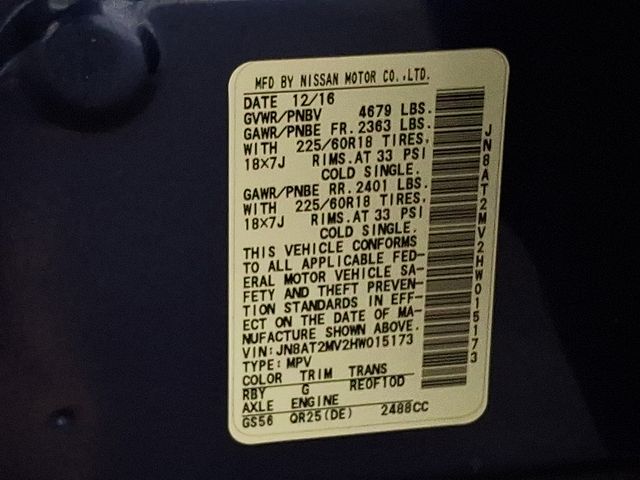 MFD BY NISSAN MOTOR CO.,LTD.
DATE 12/16
GVWR/PNBV 4679 LBS.
GAWR/PNBE FR. 2363 LBS.
WITH 225/60R18 TIRES,
18X7J RIMS.AT 33 PSI
COLD SINGLE.
GAWR/PNBE RR. 2401 LBS.
WITH 225/60R18 TIRES,
18X7J RIMS.AT 33 PSI
COLD SINGLE.
THIS VEHICLE CONFORMS
TO ALL APPLICABLE FED-
ERAL MOTOR VEHICLE SA-
FETY AND THEFT PREVEN-
TION STANDARDS IN EFF-
ECT ON THE DATE OF MA-
NUFACTURE SHOWN ABOVE.
VIN: JN8AT2MV2HW015173
TYPE: MPV
COLOR TRIM TRANS
RBY G RE0F10D
AXLE ENGINE
GS56 QR25(DE) 2488CC
JN8AT2MV2HW015173